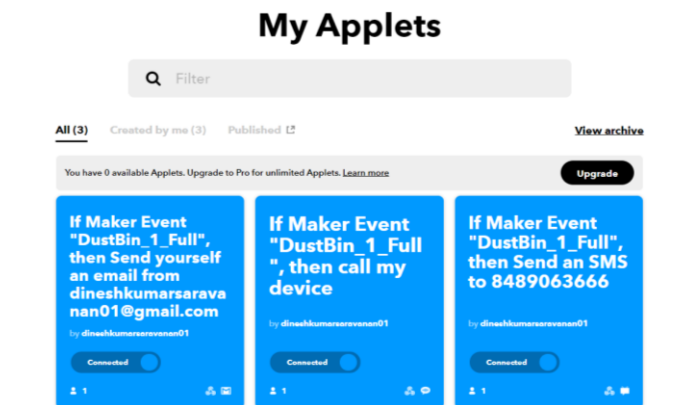 My Applets
Filter
All (3) Created by me (3) Published View archive
You have 0 available Applets. Upgrade to Pro for unlimited Applets. Learn more Upgrade
If Maker Event
"DustBin_1_Full",
then Send yourself
an email from
dineshkumarsarava
nan01@gmail.com
by dineshkumarsaravanan01
Connected
1
If Maker Event
"DustBin_1_Full
", then call my
device
by dineshkumarsaravanan01
Connected
1
If Maker Event
"DustBin_1_Full",
then Send an SMS
to 8489063666
by dineshkumarsaravanan01
Connected
1